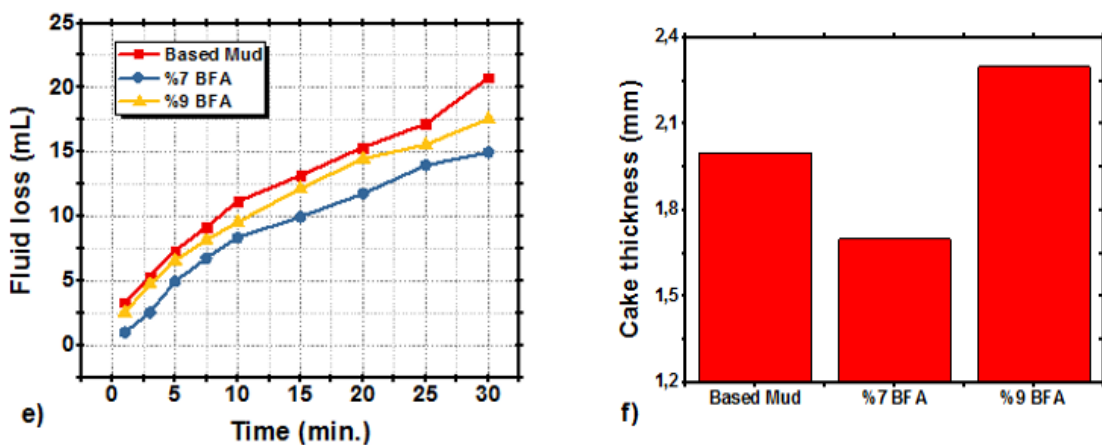 25
20
15
10
5
0
Fluid loss (mL)
Based Mud
%7 BFA
%9 BFA
0 5 10 15 20 25 30
e)
Time (min.)
2,4
2,1
1,8
1,5
1,2
Cake thickness (mm)
Based Mud %7 BFA %9 BFA
f)